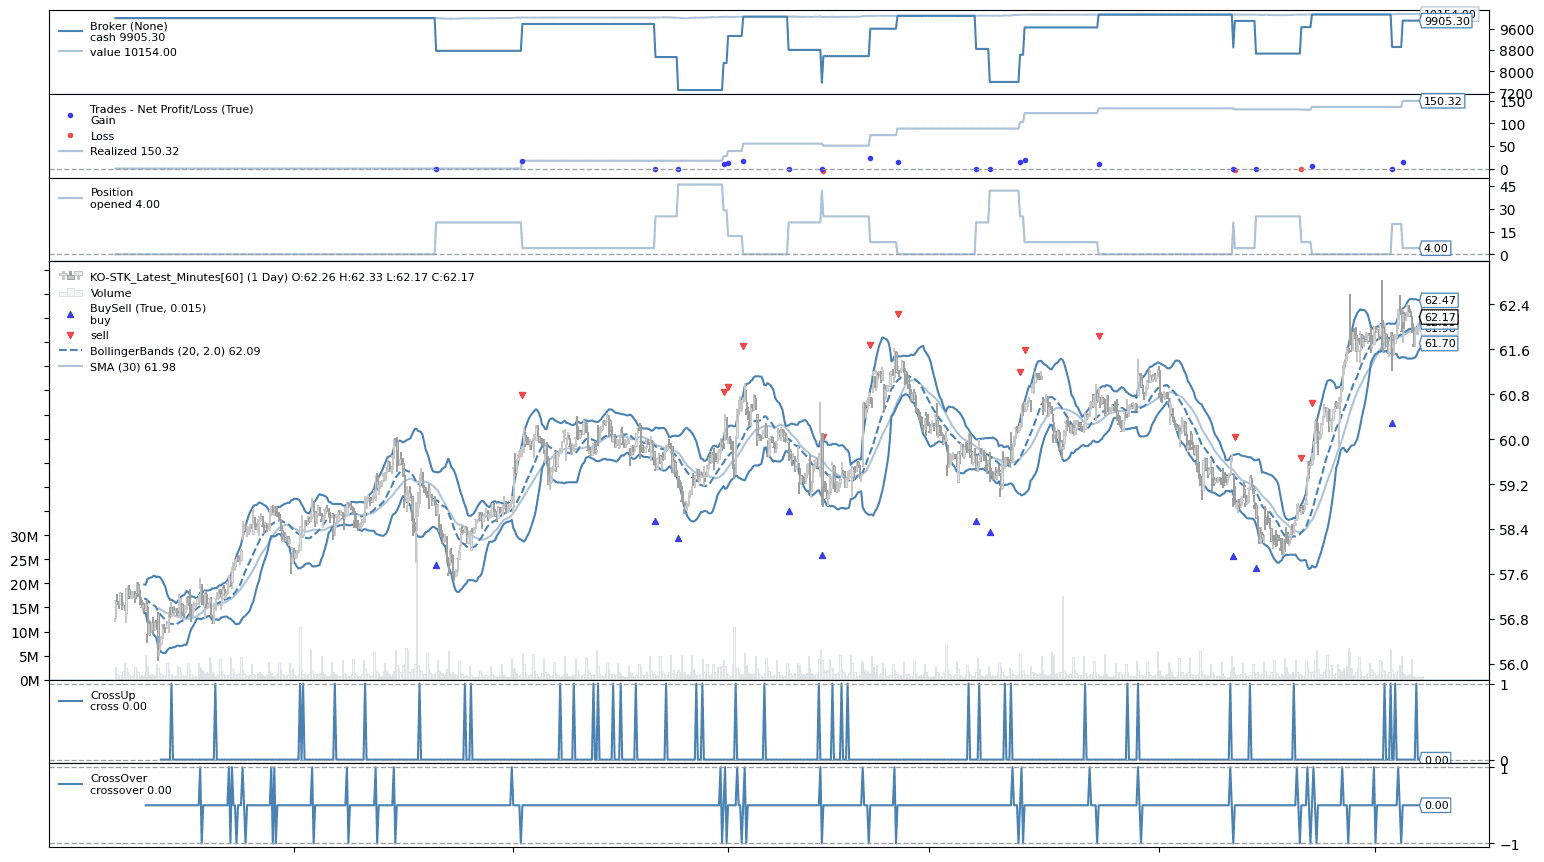 Broker (None)
cash 9905.30
value 10154.00
10154.00
9905.30
9600
8800
8000
7200
Trades - Net Profit/Loss (True)
Gain
Loss
Realized 150.32
150.32
150
100
50
0
Position
opened 4.00
45
30
15
4.00
0
KO-STK_Latest_Minutes[60] (1 Day) O:62.26 H:62.33 L:62.17 C:62.17
Volume
BuySell (True, 0.015)
buy
sell
BollingerBands (20, 2.0) 62.09
SMA (30) 61.98
62.47
62.17
61.98
61.70
62.4
61.6
60.8
60.0
59.2
58.4
57.6
56.8
56.0
30M
25M
20M
15M
10M
5M
0M
CrossUp
cross 0.00
1
0.00
0
CrossOver
crossover 0.00
1
0.00
−1